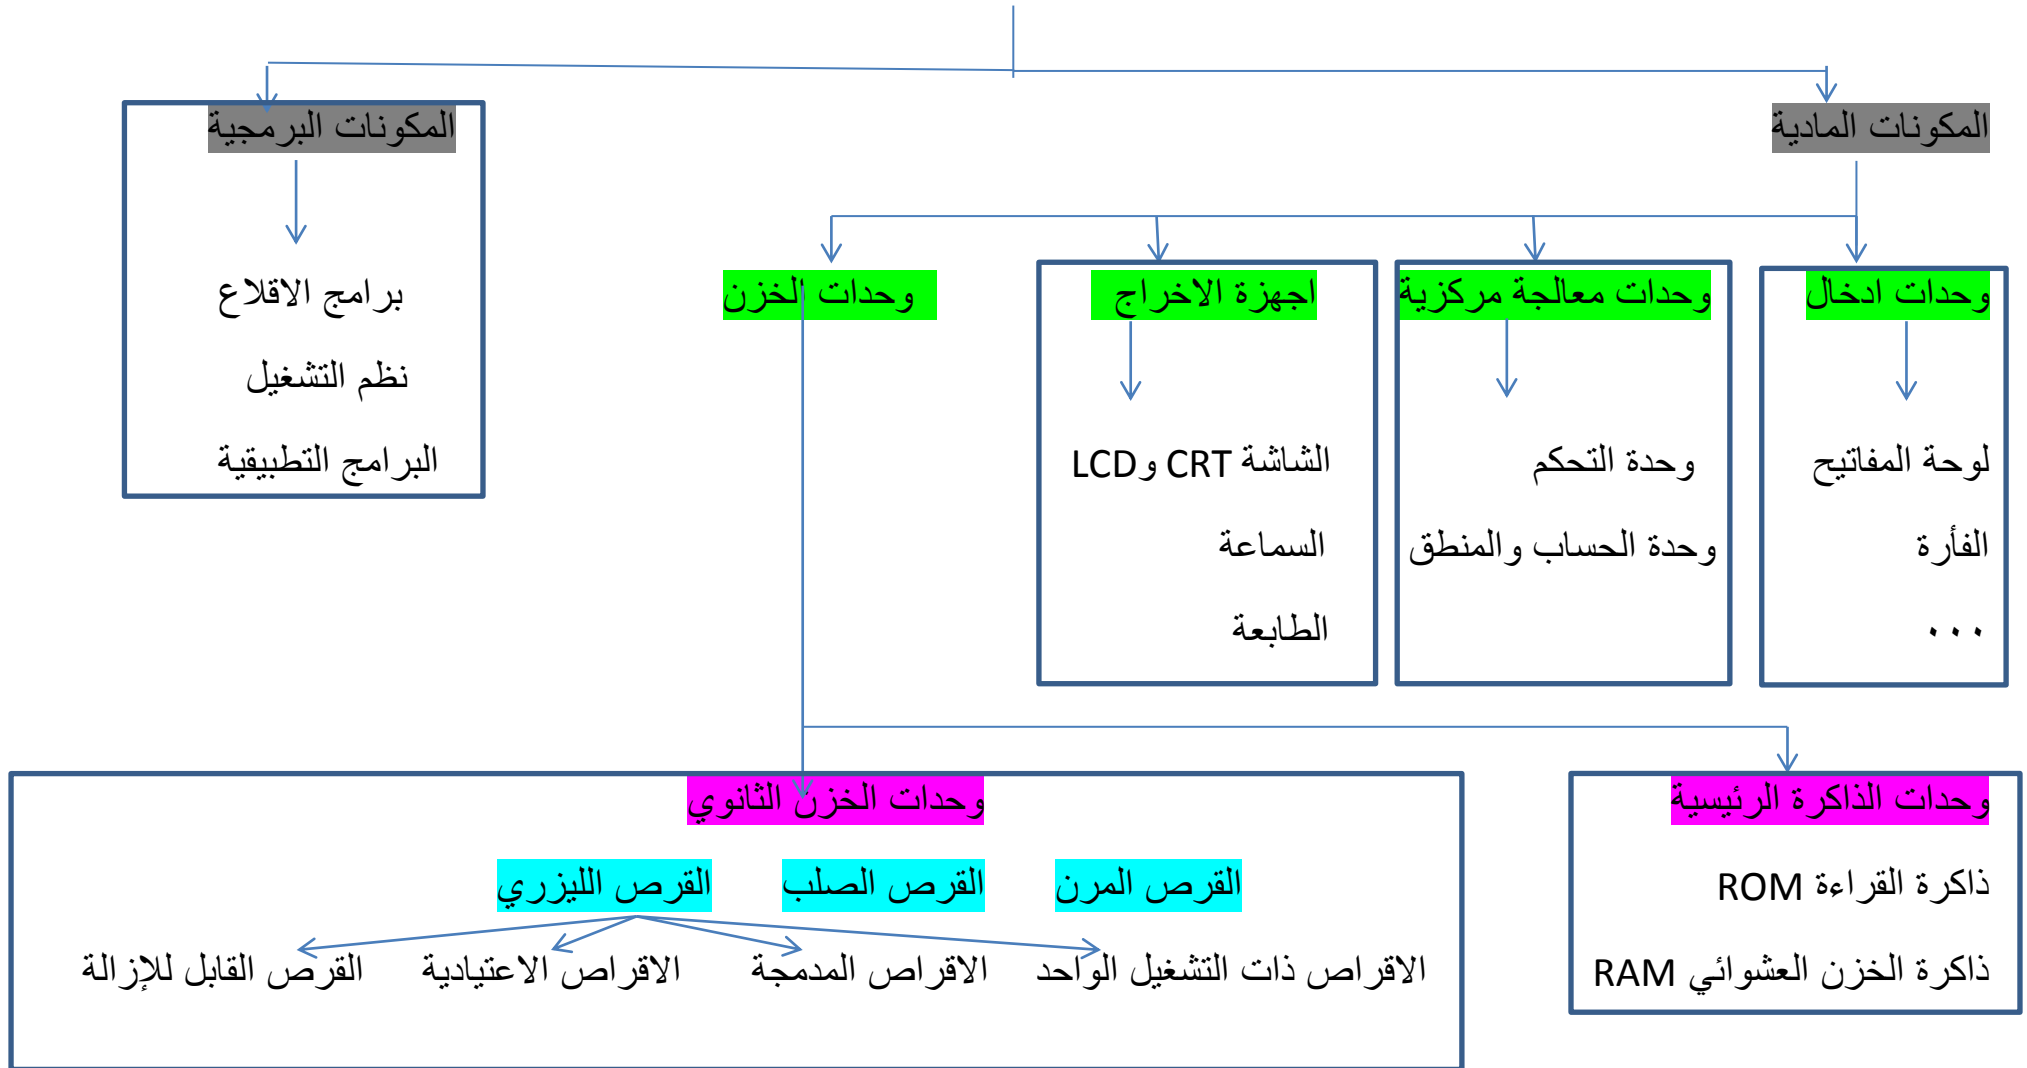 المكونات المادية
المكونات البرمجية
وحدات ادخال
وحدات معالجة مركزية
اجهزة الاخراج
وحدات الخزن
برامج الاقلاع
نظم التشغيل
البرامج التطبيقية
لوحة المفاتيح
الفأرة
...
وحدة التحكم
وحدة الحساب والمنطق
الشاشة CRT وLCD
السماعة
الطابعة
وحدات الذاكرة الرئيسية
ذاكرة القراءة ROM
ذاكرة الخزن العشوائي RAM
وحدات الخزن الثانوي
القرص المرن
القرص الصلب
القرص الليزري
الاقراص ذات التشغيل الواحد
الاقراص المدمجة
الاقراص الاعتيادية
القرص القابل للإزالة